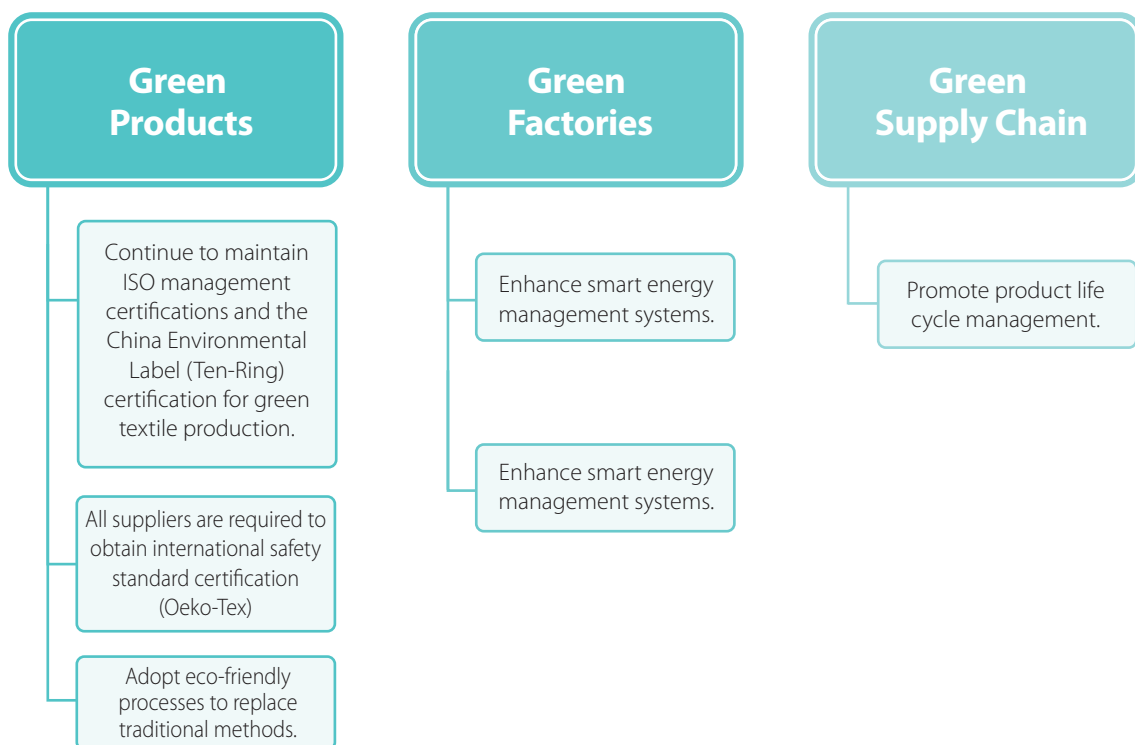 Green
Products
Continue to maintain
ISO management
certifications and the
China Environmental
Label (Ten-Ring)
certification for green
textile production.
All suppliers are required to
obtain international safety
standard certification
(Oeko-Tex)
Adopt eco-friendly
processes to replace
traditional methods.
Green
Factories
Enhance smart energy
management systems.
Enhance smart energy
management systems.
Green
Supply Chain
Promote product life
cycle management.